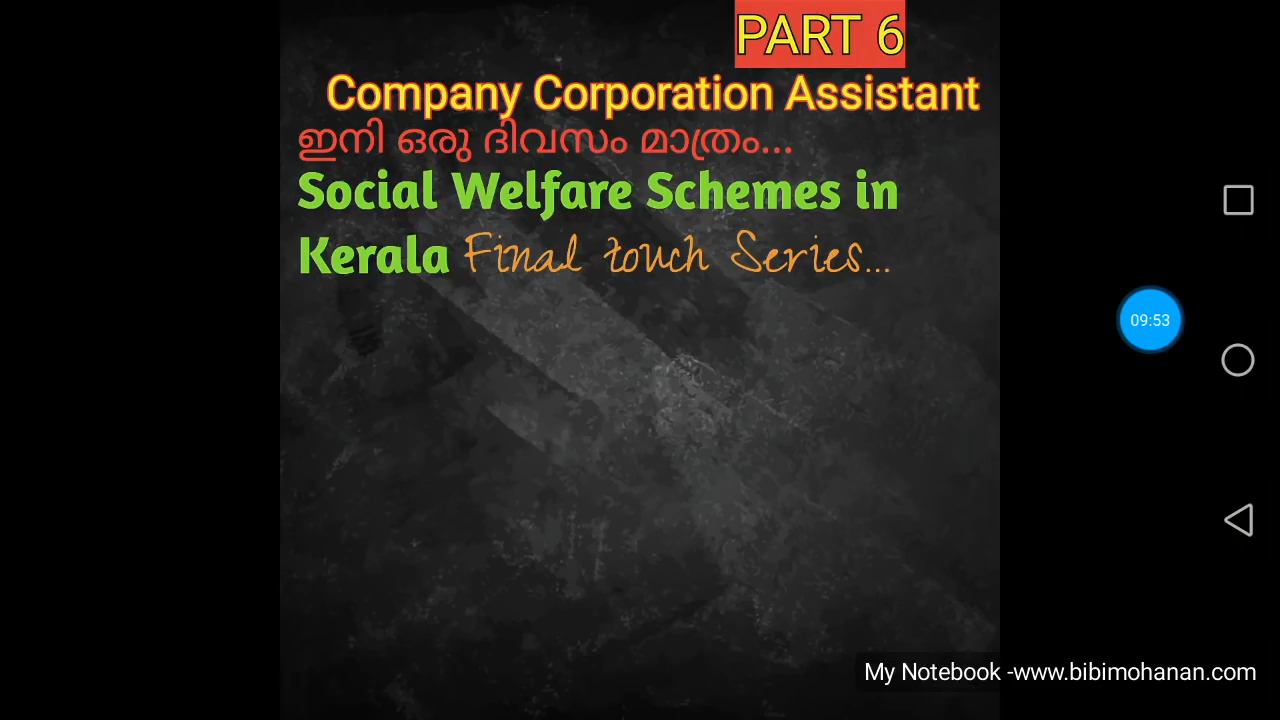 PART 6
Company Corporation Assistant
ഇനി ഒരു ദിവസം മാത്രം...
Social Welfare Schemes in
Kerala Final touch Series...
09:53
My Notebook -www.bibimohanan.com